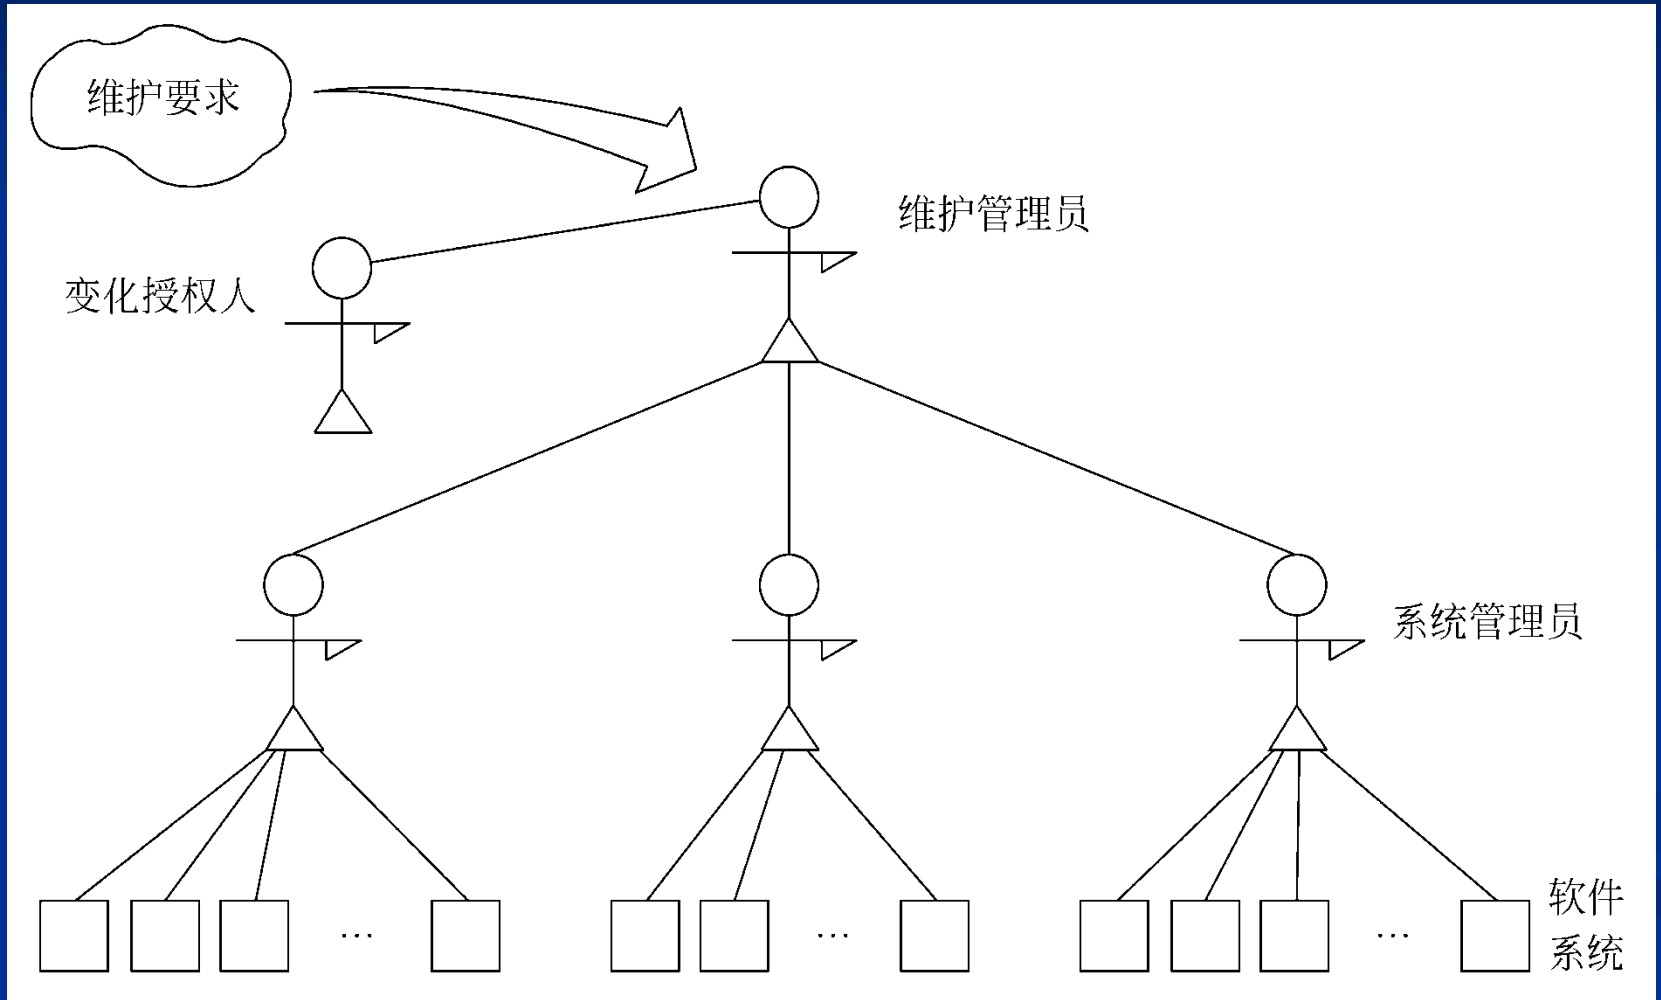 维护要求
维护管理员
变化授权人
系统管理员
…
…
…
软件
系统